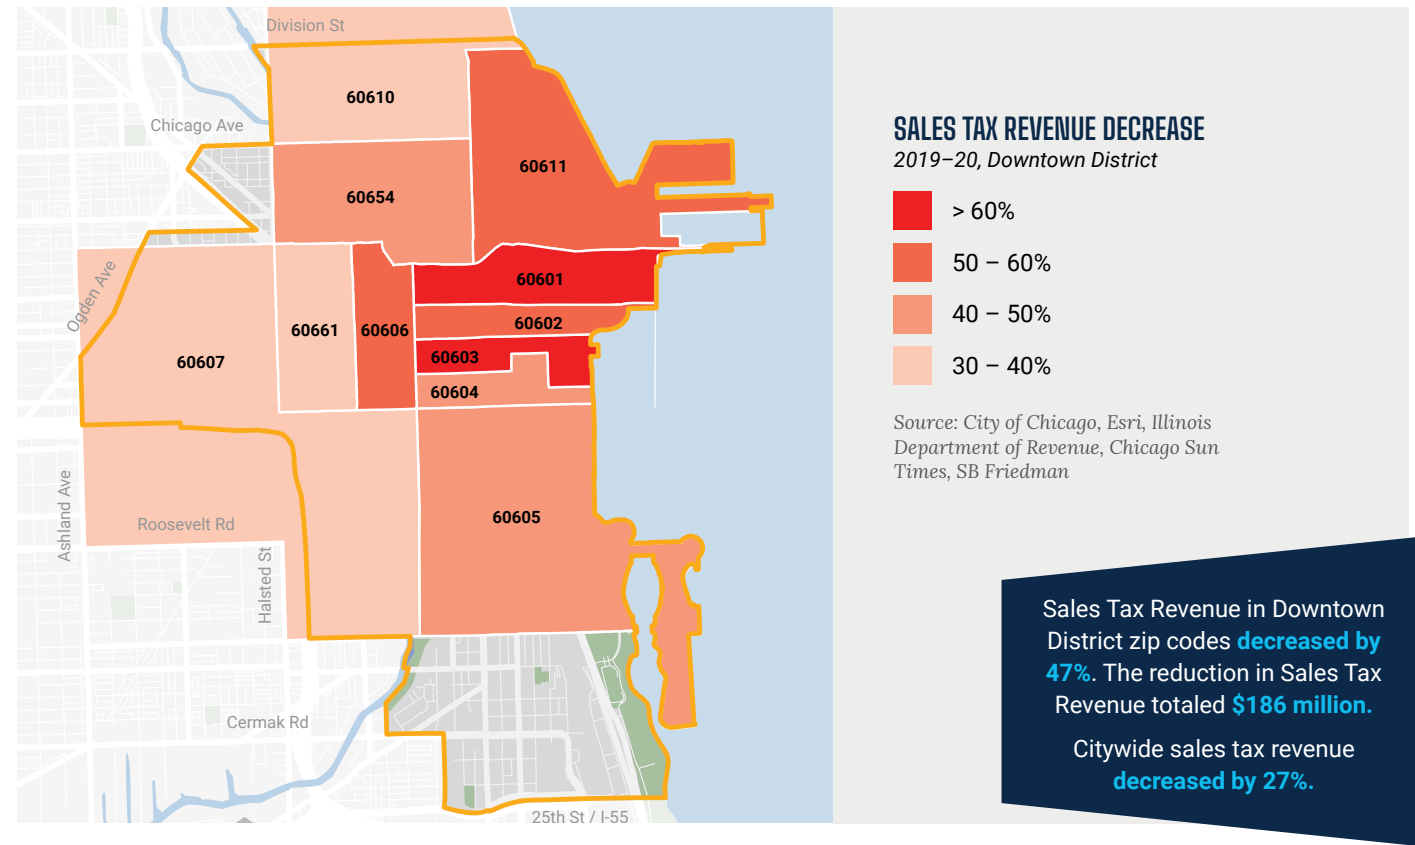 Division St
60610
Chicago Ave
60611
60654
Ogden Ave
60601
60602
60661
60606
60603
60607
60604
Ashland Ave
Roosevelt Rd
60605
Halsted St
Cermak Rd
25th St / I-55
SALES TAX REVENUE DECREASE
2019–20, Downtown District
> 60%
50 – 60%
40 – 50%
30 – 40%
Source: City of Chicago, Esri, Illinois
Department of Revenue, Chicago Sun
Times, SB Friedman
Sales Tax Revenue in Downtown
District zip codes decreased by
47%. The reduction in Sales Tax
Revenue totaled $186 million.
Citywide sales tax revenue
decreased by 27%.